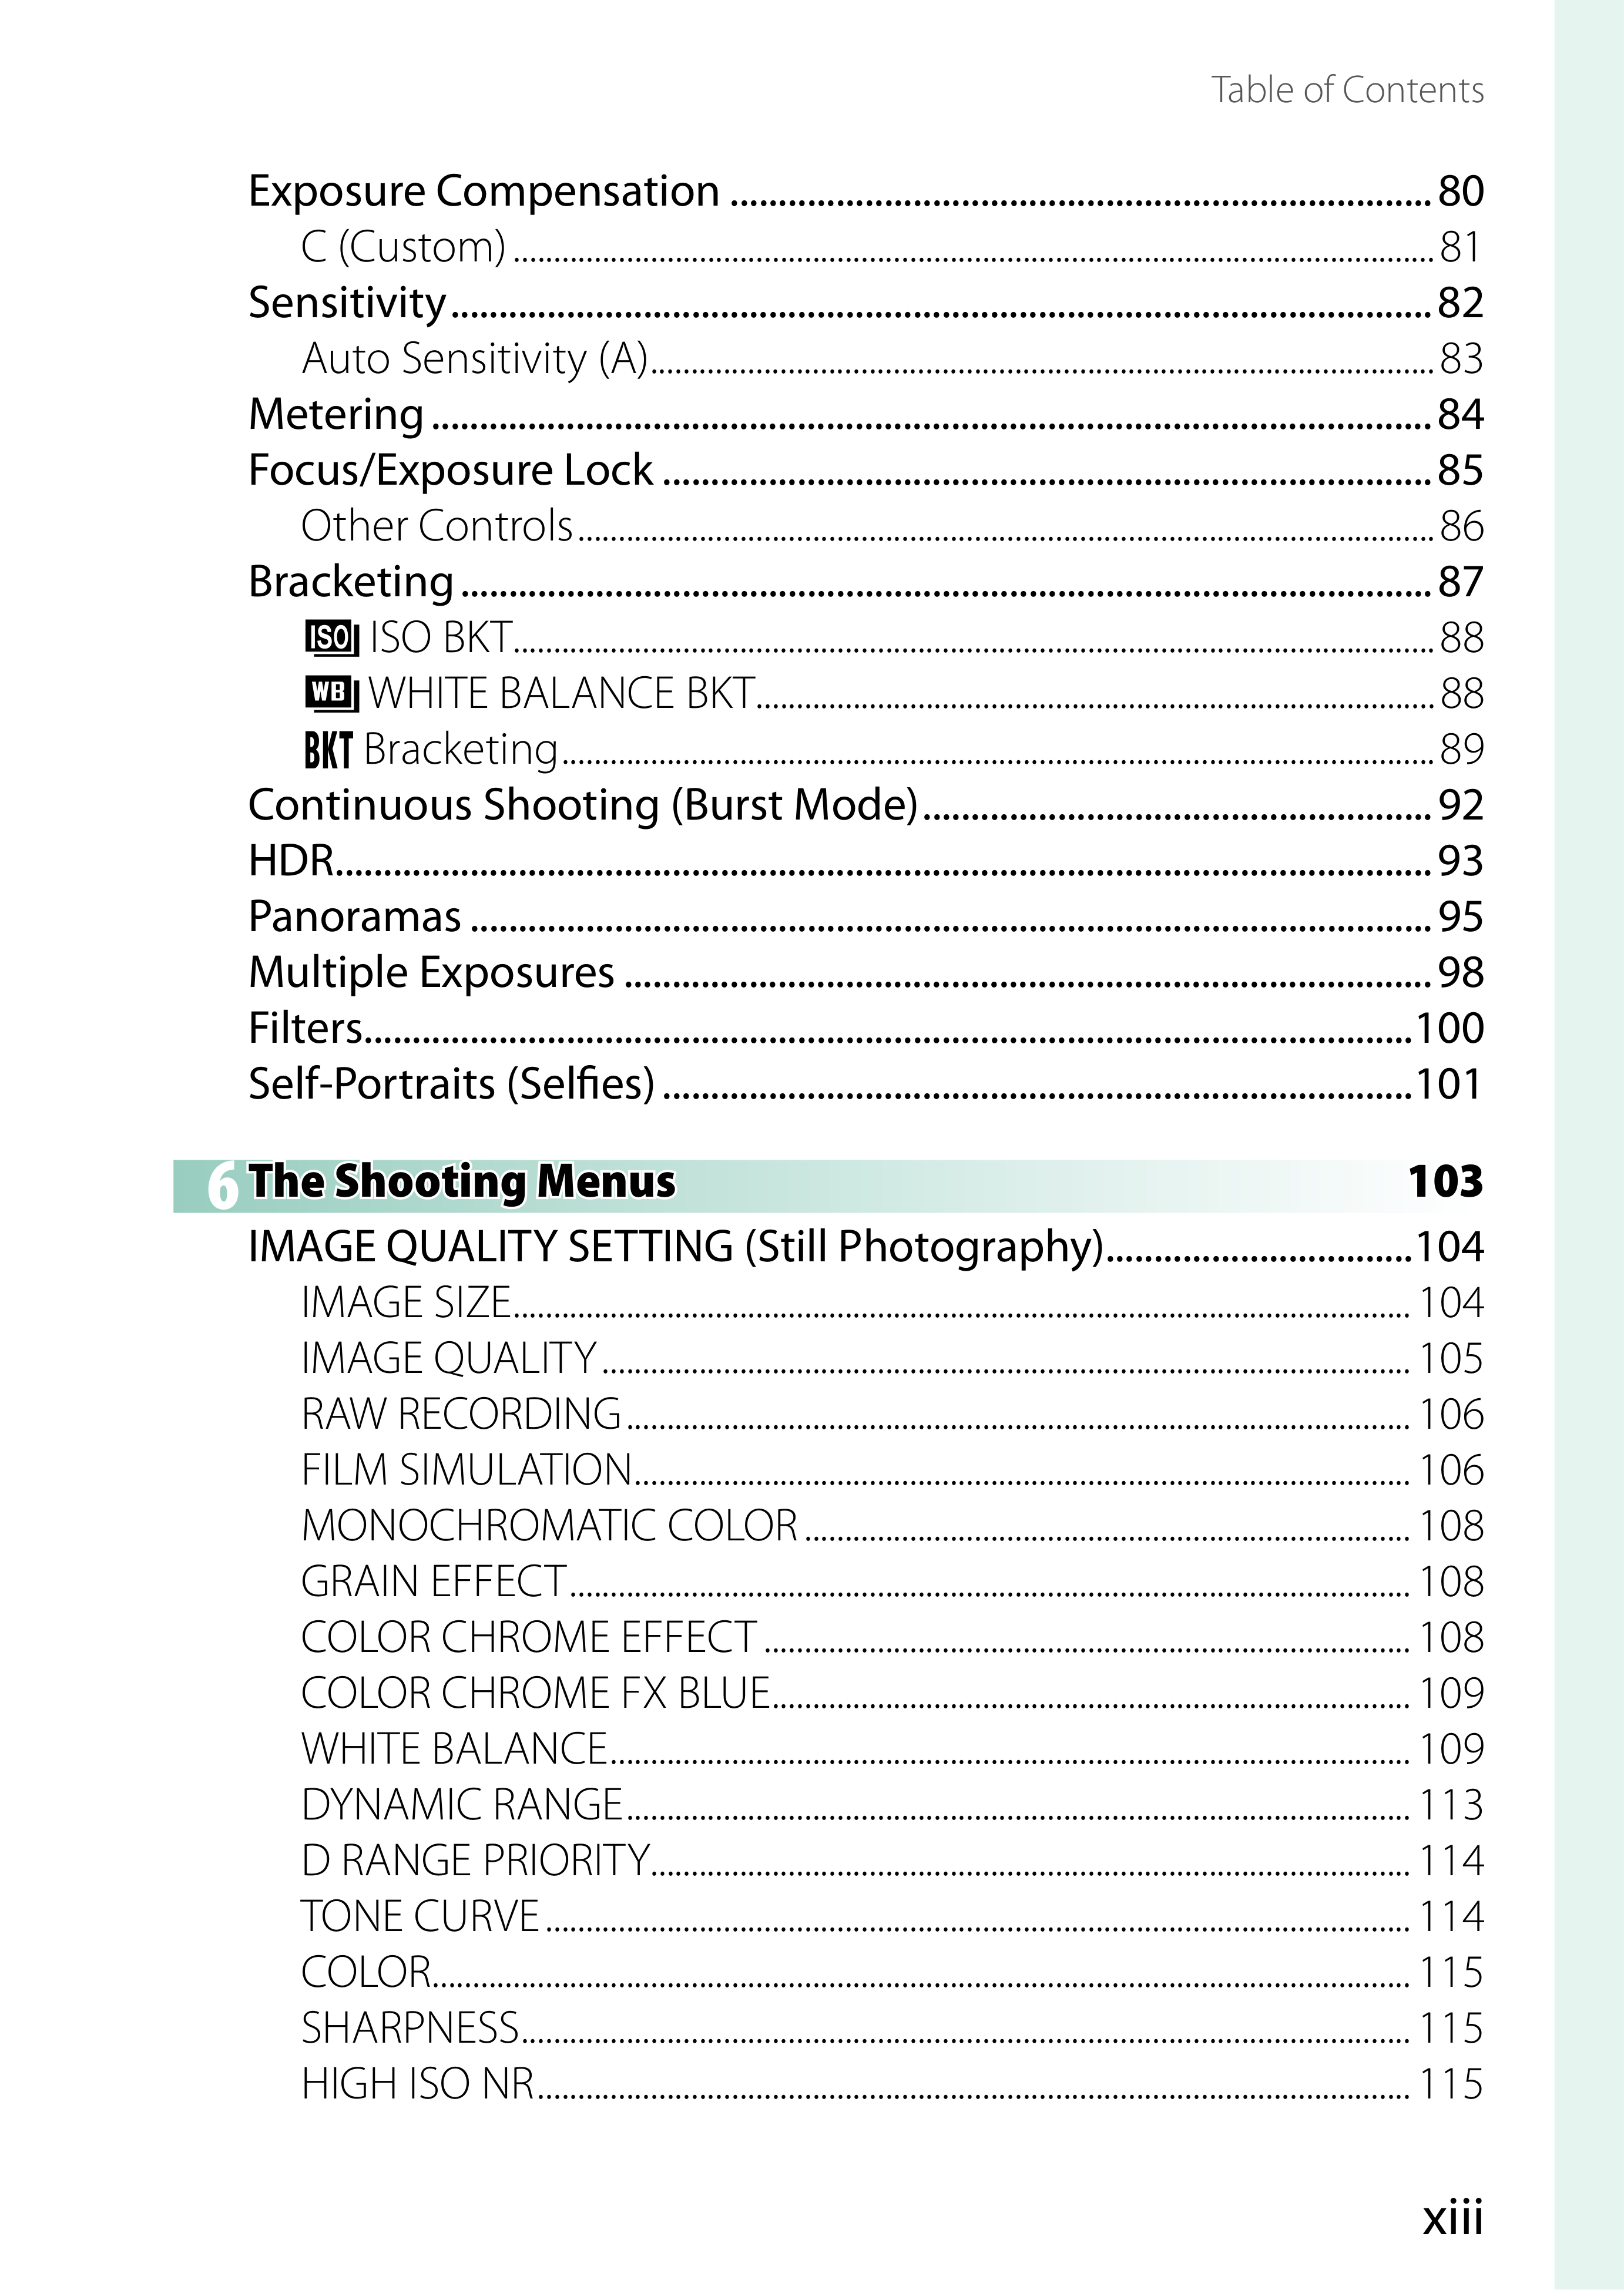 Table of Contents
Exposure Compensation ........................................................................ 80
C (Custom) ........................................................................ 81
Sensitivity ........................................................................ 82
Auto Sensitivity (A) ........................................................................ 83
Metering ........................................................................ 84
Focus/Exposure Lock ........................................................................ 85
Other Controls ........................................................................ 86
Bracketing ........................................................................ 87
ISO ISO BKT ........................................................................ 88
WB WHITE BALANCE BKT ........................................................................ 88
BKT Bracketing ........................................................................ 89
Continuous Shooting (Burst Mode) ........................................................................ 92
HDR ........................................................................ 93
Panoramas ........................................................................ 95
Multiple Exposures ........................................................................ 98
Filters ........................................................................ 100
Self-Portraits (Selfies) ........................................................................ 101
6 The Shooting Menus 103
IMAGE QUALITY SETTING (Still Photography) ................................ 104
IMAGE SIZE ........................................................................ 104
IMAGE QUALITY ........................................................................ 105
RAW RECORDING ........................................................................ 106
FILM SIMULATION ........................................................................ 106
MONOCHROMATIC COLOR ........................................................................ 108
GRAIN EFFECT ........................................................................ 108
COLOR CHROME EFFECT ........................................................................ 108
COLOR CHROME FX BLUE ........................................................................ 109
WHITE BALANCE ........................................................................ 109
DYNAMIC RANGE ........................................................................ 113
D RANGE PRIORITY ........................................................................ 114
TONE CURVE ........................................................................ 114
COLOR ........................................................................ 115
SHARPNESS ........................................................................ 115
HIGH ISO NR ........................................................................ 115
xiii